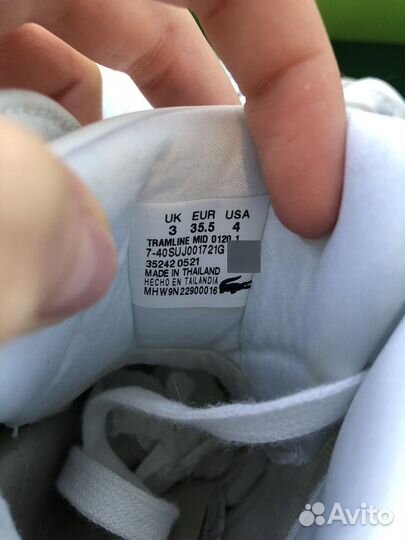 UK EUR USA
3 35.5 4
TRAMLINE MID 0120 1
7-40SUJ001721G
35242 0521
MADE IN THAILAND
HECHO EN TAILANDIA
MHW9N22900016
Avito